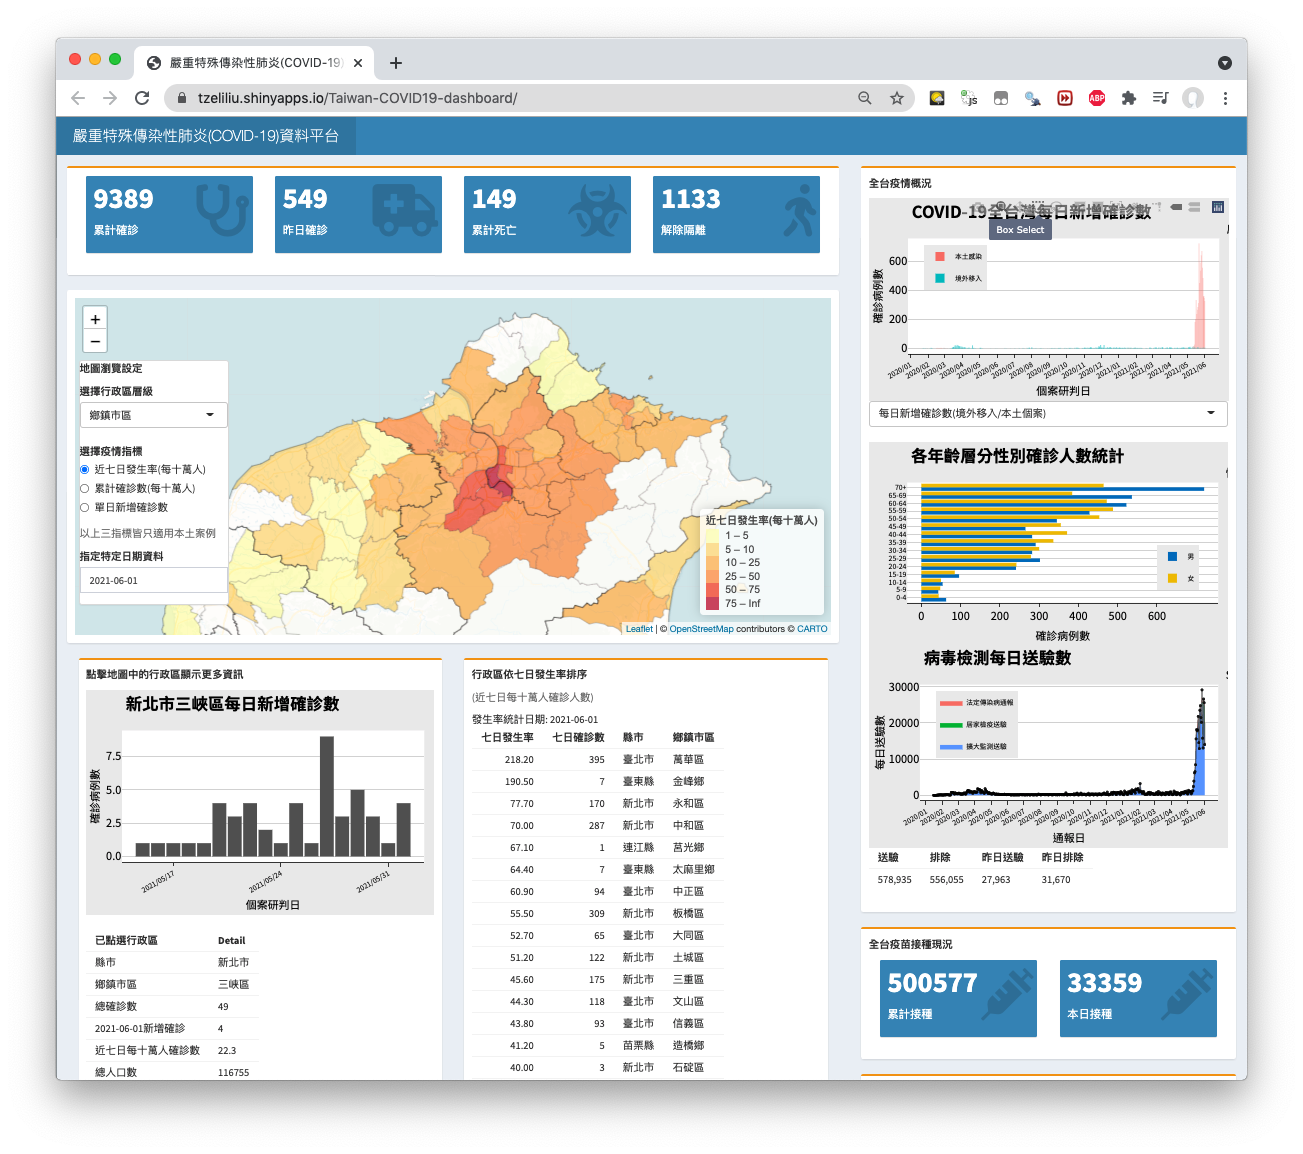 嚴重特殊傳染性肺炎(COVID-19)
tzeliliu.shinyapps.io/Taiwan-COVID19-dashboard/
嚴重特殊傳染性肺炎(COVID-19)資料平台
9389
累計確診
549
昨日確診
149
累計死亡
1133
解除隔離
+
−
地圖瀏覽設定
選擇行政區層級
鄉鎮市區
選擇疫情指標
近七日發生率(每十萬人)
累計確診數(每十萬人)
單日新增確診數
以上三指標皆只適用本土案例
指定特定日期資料
2021-06-01
近七日發生率(每十萬人)
1 – 5
5 – 10
10 – 25
25 – 50
50 – 75
75 – Inf
Leaflet | © OpenStreetMap contributors © CARTO
點擊地圖中的行政區顯示更多資訊
新北市三峽區每日新增確診數
確診病例數
7.5
5.0
2.5
0.0
2021/05/17 2021/05/24 2021/05/31
個案研判日
已點選行政區 Detail
縣市 新北市
鄉鎮市區 三峽區
總確診數 49
2021-06-01新增確診 4
近七日每十萬人確診數 22.3
總人口數 116755
行政區依七日發生率排序
(近七日每十萬人確診人數)
發生率統計日期: 2021-06-01
七日發生率 七日確診數 縣市 鄉鎮市區
218.20 395 臺北市 萬華區
190.50 7 臺東縣 金峰鄉
77.70 170 新北市 永和區
70.00 287 新北市 中和區
67.10 1 連江縣 莒光鄉
64.40 7 臺東縣 太麻里鄉
60.90 94 臺北市 中正區
55.50 309 新北市 板橋區
52.70 65 臺北市 大同區
51.20 122 新北市 土城區
45.60 175 新北市 三重區
44.30 118 臺北市 文山區
43.80 93 臺北市 信義區
41.20 5 苗栗縣 造橋鄉
40.00 3 新北市 石碇區
全台疫情概況
COVID-19全台灣每日新增確診數
Box Select
確診病例數
600
400
200
0
本土感染
境外移入
2020/01 2020/02 2020/03 2020/04 2020/05 2020/06 2020/07 2020/08 2020/09 2020/10 2020/11 2020/12 2021/01 2021/02 2021/03 2021/04 2021/05 2021/06
個案研判日
每日新增確診數(境外移入/本土個案)
各年齡層分性別確診人數統計
70+
65-69
60-64
55-59
50-54
45-49
40-44
35-39
30-34
25-29
20-24
15-19
10-14
5-9
0-4
男
女
0 100 200 300 400 500 600
確診病例數
病毒檢測每日送驗數
每日送驗數
30000
20000
10000
0
法定傳染病通報
居家檢疫送驗
擴大監測送驗
2020/01 2020/02 2020/03 2020/04 2020/05 2020/06 2020/07 2020/08 2020/09 2020/10 2020/11 2020/12 2021/01 2021/02 2021/03 2021/04 2021/05 2021/06
通報日
送驗 排除 昨日送驗 昨日排除
578,935 556,055 27,963 31,670
全台疫苗接種現況
500577
累計接種
33359
本日接種